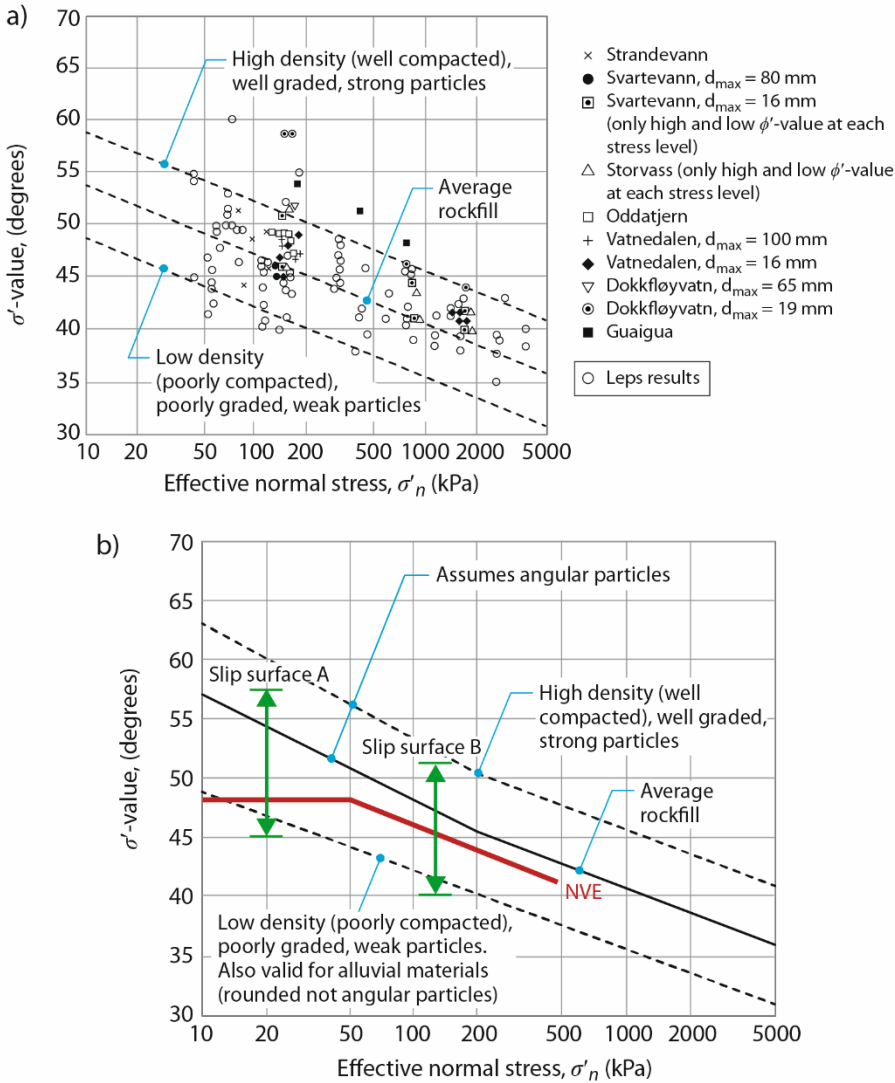 a)
70
65
60
55
50
45
40
35
30
σ′-value, (degrees)
High density (well compacted),
well graded, strong particles
Average
rockfill
Low density
(poorly compacted),
poorly graded, weak particles
10 20 50 100 200 500 1000 2000 5000
Effective normal stress, σ′n (kPa)
× Strandevann
● Svartevann, dmax = 80 mm
Svartevann, dmax = 16 mm
(only high and low ϕ′-value at each
stress level)
△ Storvass (only high and low ϕ′-value
at each stress level)
□ Oddatjern
+ Vatnedalen, dmax = 100 mm
◆ Vatnedalen, dmax = 16 mm
▽ Dokkfløyvatn, dmax = 65 mm
Dokkfløyvatn, dmax = 19 mm
■ Guaigua
○ Leps results
b)
70
65
60
55
50
45
40
35
30
σ′-value, (degrees)
Assumes angular particles
Slip surface A
High density (well
compacted), well graded,
strong particles
Slip surface B
Average
rockfill
NVE
Low density (poorly compacted),
poorly graded, weak particles.
Also valid for alluvial materials
(rounded not angular particles)
10 20 50 100 200 500 1000 2000 5000
Effective normal stress, σ′n (kPa)